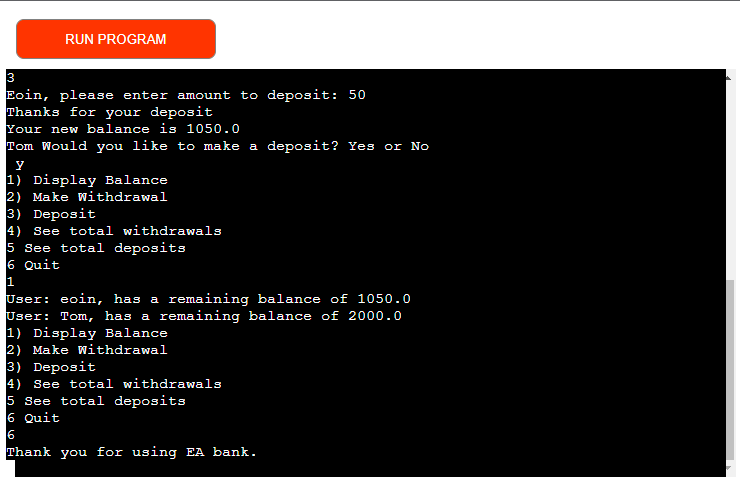 RUN PROGRAM
3
Eoin, please enter amount to deposit: 50
Thanks for your deposit
Your new balance is 1050.0
Tom Would you like to make a deposit? Yes or No
y
1) Display Balance
2) Make Withdrawal
3) Deposit
4) See total withdrawals
5 See total deposits
6 Quit
1
User: eoin, has a remaining balance of 1050.0
User: Tom, has a remaining balance of 2000.0
1) Display Balance
2) Make Withdrawal
3) Deposit
4) See total withdrawals
5 See total deposits
6 Quit
6
Thank you for using EA bank.